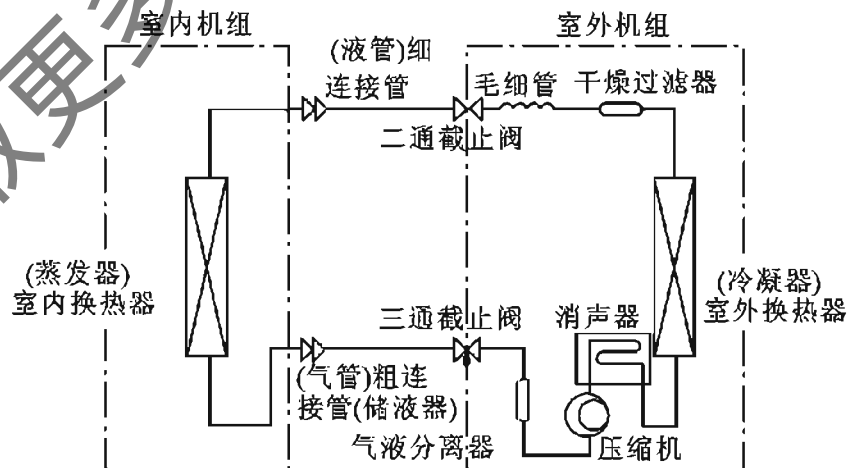 室内机组
室外机组
(液管)细
连接管
毛细管
干燥过滤器
二通截止阀
(蒸发器)
室内换热器
(冷凝器)
室外换热器
三通截止阀
消声器
(气管)粗连
接管(储液器)
气液分离器
压缩机
更多